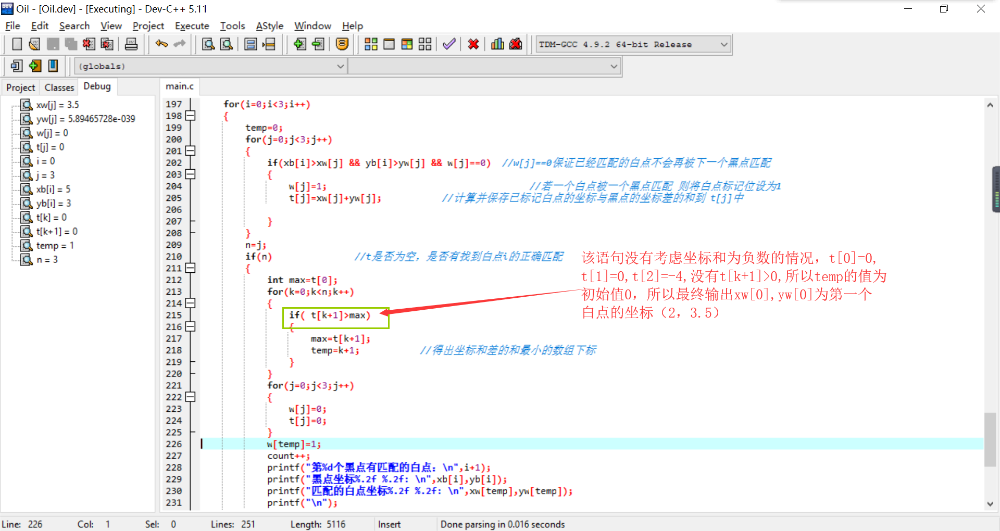 Oil - [Oil.dev] - [Executing] - Dev-C++ 5.11
File Edit Search View Project Execute Tools AStyle Window Help
TDM-GCC 4.9.2 64-bit Release
(globals)
Project Classes Debug
main.c
xw[j] = 3.5
yw[j] = 5.89465728e-039
w[j] = 0
t[j] = 0
i = 0
j = 3
xb[i] = 5
yb[i] = 3
t[k] = 0
t[k+1] = 0
temp = 1
n = 3
197 for(i=0;i<3;i++)
198 {
199 temp=0;
200 for(j=0;j<3;j++)
201 {
202 if(xb[i]>xw[j] && yb[i]>yw[j] && w[j]==0) //w[j]==0保证已经匹配的白点不会再被下一个黑点匹配
203 {
204 w[j]=1; //若一个白点被一个黑点匹配 则将白点标记位设为1
205 t[j]=xw[j]+yw[j]; //计算并保存已标记白点的坐标与黑点的坐标差的和到 t[j]中
206
207 }
208 }
209 n=j;
210 if(n) //t是否为空，是否有找到白点i的正确匹配
211 {
212 int max=t[0];
213 for(k=0;k<n;k++)
214 {
215 if( t[k+1]>max)
216 {
217 max=t[k+1];
218 temp=k+1; //得出坐标和差的和最小的数组下标
219 }
220 }
221 for(j=0;j<3;j++)
222 {
223 w[j]=0;
224 t[j]=0;
225 }
226 w[temp]=1;
227 count++;
228 printf("第%d个黑点有匹配的白点: \n",i+1);
229 printf("黑点坐标%.2f %.2f: \n",xb[i],yb[i]);
230 printf("匹配的白点坐标%.2f %.2f: \n",xw[temp],yw[temp]);
231 printf("\n");
该语句没有考虑坐标和为负数的情况，t[0]=0,
t[1]=0,t[2]=-4,没有t[k+1]>0,所以temp的值为
初始值0，所以最终输出xw[0],yw[0]为第一个
白点的坐标（2，3.5）
Line: 226 Col: 1 Sel: 0 Lines: 251 Length: 5116 Insert Done parsing in 0.016 seconds